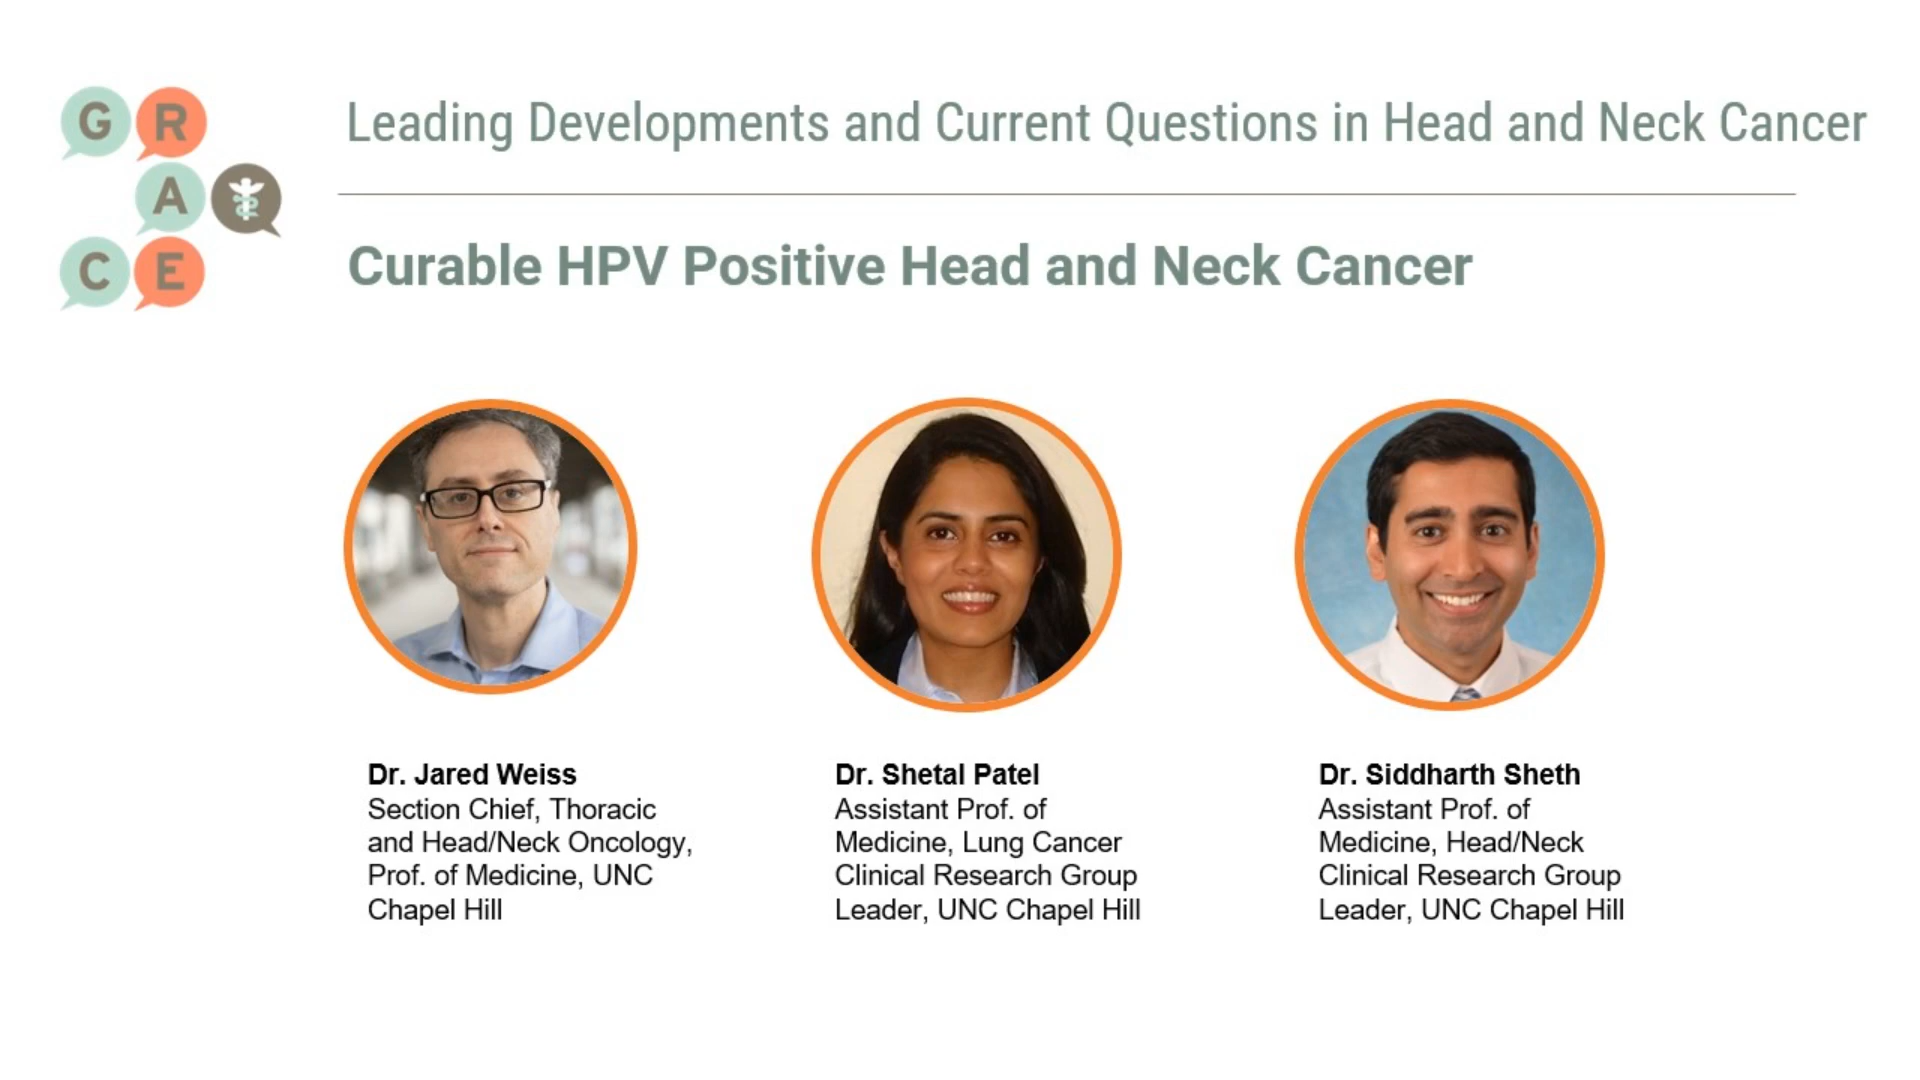 G R
A
C E
Leading Developments and Current Questions in Head and Neck Cancer
Curable HPV Positive Head and Neck Cancer
Dr. Jared Weiss
Section Chief, Thoracic
and Head/Neck Oncology,
Prof. of Medicine, UNC
Chapel Hill
Dr. Shetal Patel
Assistant Prof. of
Medicine, Lung Cancer
Clinical Research Group
Leader, UNC Chapel Hill
Dr. Siddharth Sheth
Assistant Prof. of
Medicine, Head/Neck
Clinical Research Group
Leader, UNC Chapel Hill